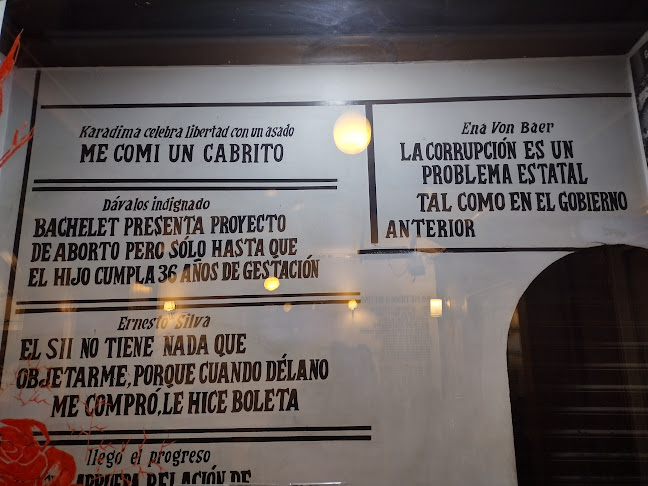 Karadima celebra libertad con un asado
ME COMI UN CABRITO
Dávalos indignado
BACHELET PRESENTA PROYECTO
DE ABORTO PERO SÓLO HASTA QUE
EL HIJO CUMPLA 36 AÑOS DE GESTACIÓN
Ernesto Silva
EL SII NO TIENE NADA QUE
OBJETARME, PORQUE CUANDO DÉLANO
ME COMPRÓ, LE HICE BOLETA
llegó el progreso
RELACIÓN DE
Ena Von Baer
LA CORRUPCIÓN ES UN
PROBLEMA ESTATAL
TAL COMO EN EL GOBIERNO
ANTERIOR